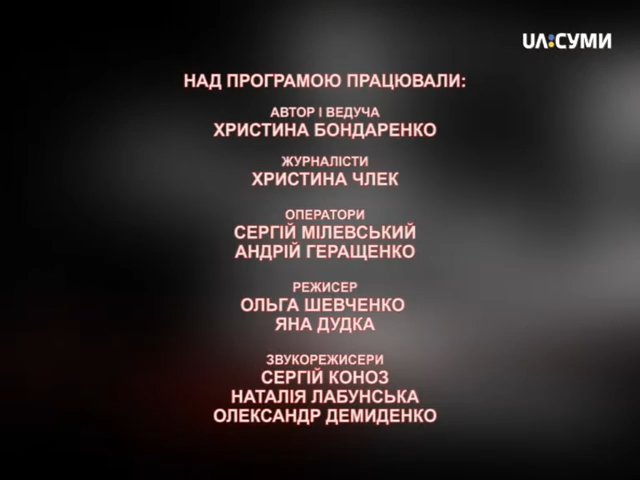 UA:СУМИ
НАД ПРОГРАМОЮ ПРАЦЮВАЛИ:
АВТОР І ВЕДУЧА
ХРИСТИНА БОНДАРЕНКО
ЖУРНАЛІСТИ
ХРИСТИНА ЧЛЕК
ОПЕРАТОРИ
СЕРГІЙ МІЛЕВСЬКИЙ
АНДРІЙ ГЕРАЩЕНКО
РЕЖИСЕР
ОЛЬГА ШЕВЧЕНКО
ЯНА ДУДКА
ЗВУКОРЕЖИСЕРИ
СЕРГІЙ КОНОЗ
НАТАЛІЯ ЛАБУНСЬКА
ОЛЕКСАНДР ДЕМИДЕНКО